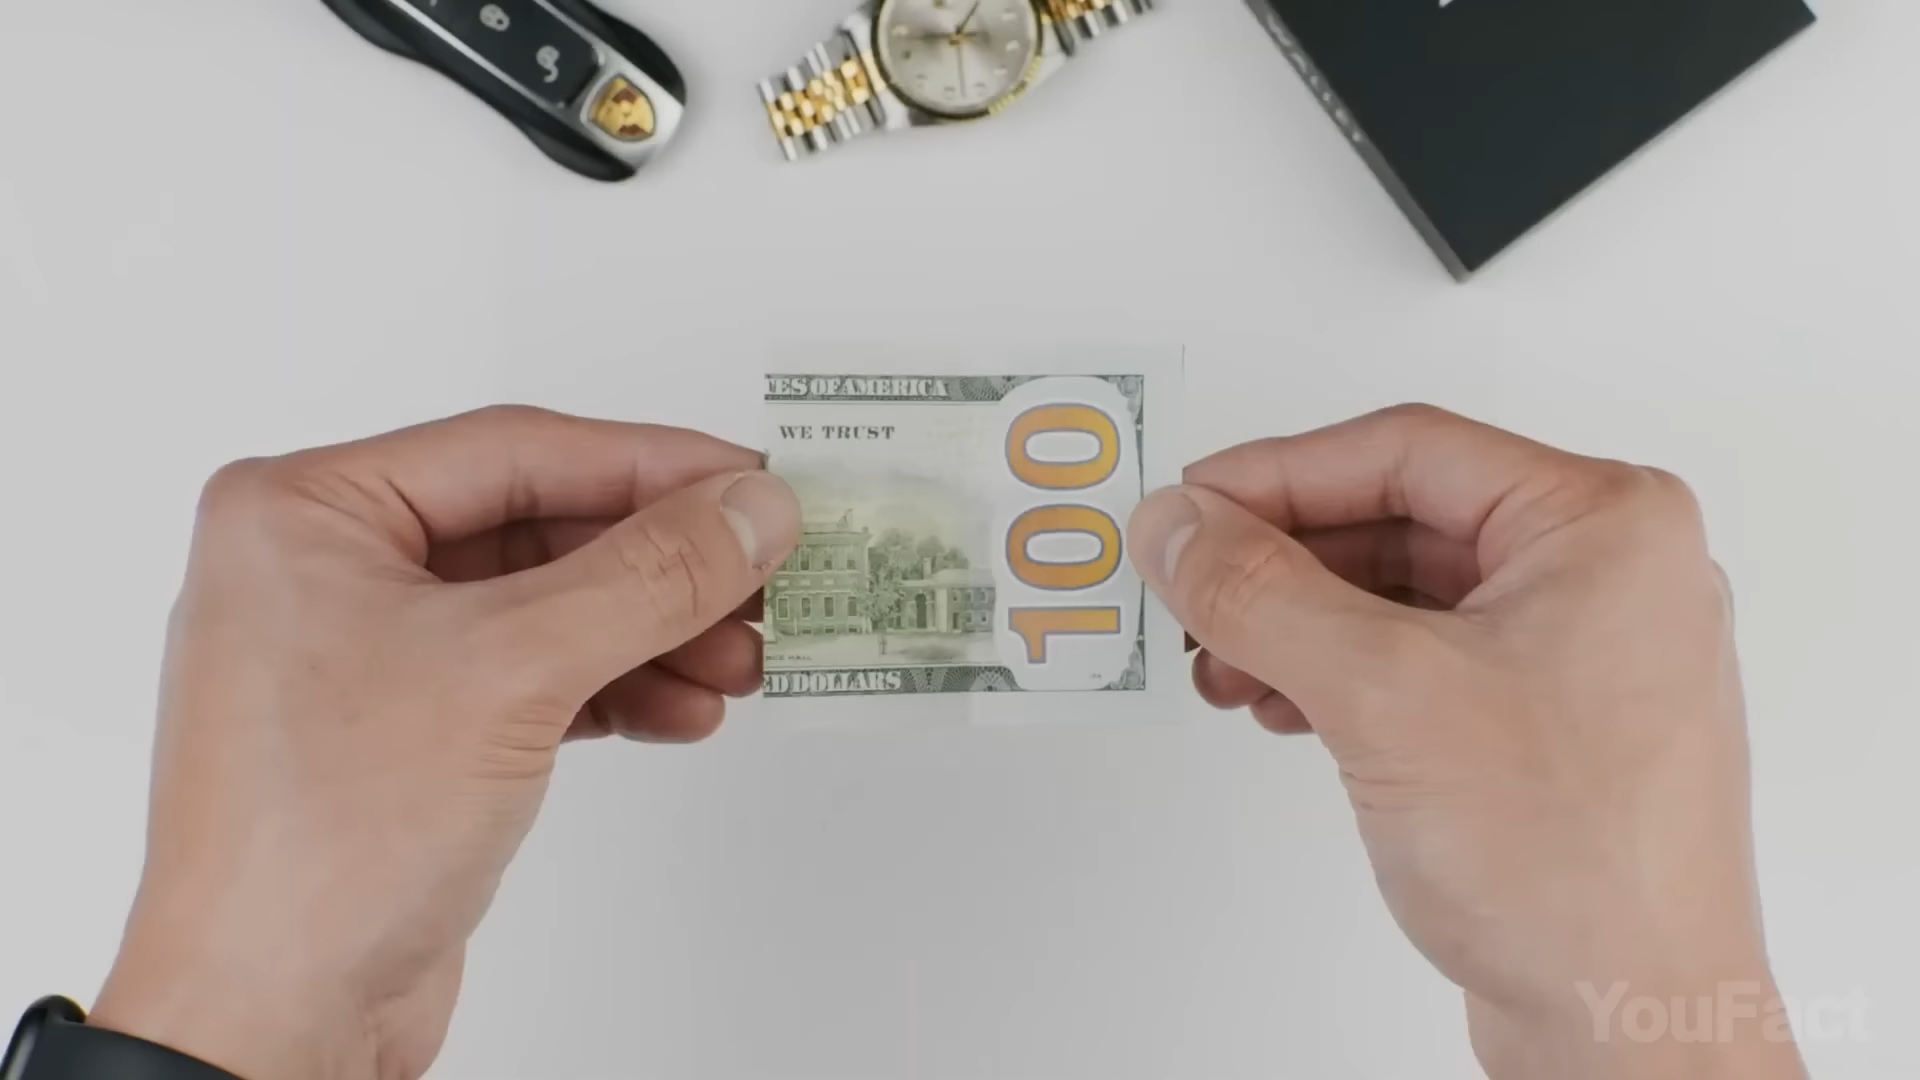 TES OF AMERICA
WE TRUST
100
ED DOLLARS
YouFact